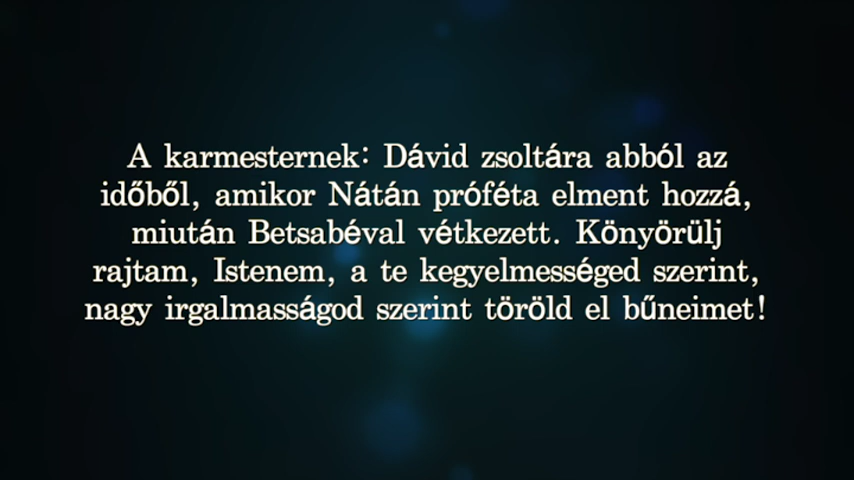 A karmesternek: Dávid zsoltára abból az
időből, amikor Nátán próféta elment hozzá,
miután Betsabéval vétkezett. Könyörülj
rajtam, Istenem, a te kegyelmességed szerint,
nagy irgalmasságod szerint töröld el bűneimet!